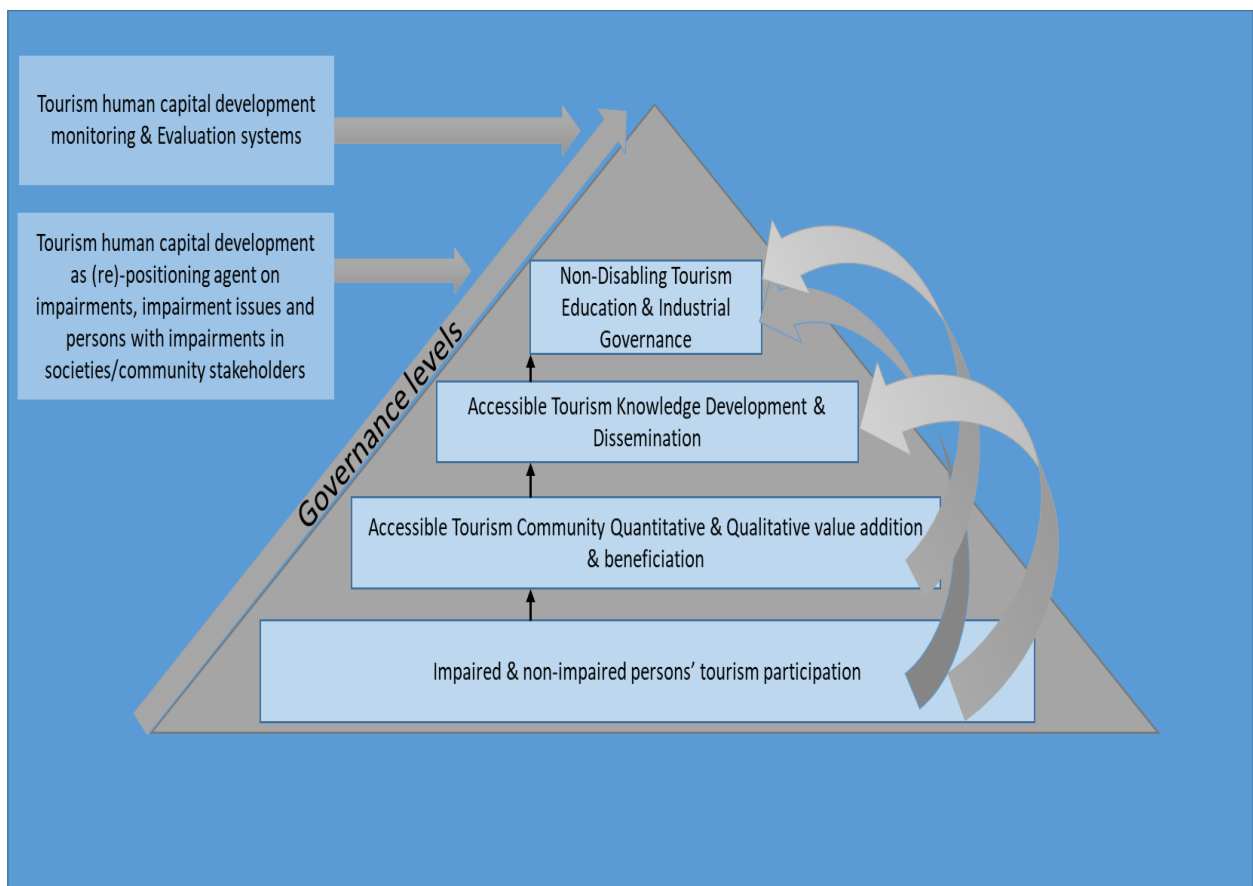 Tourism human capital development
monitoring & Evaluation systems
Tourism human capital development
as (re)-positioning agent on
impairments, impairment issues and
persons with impairments in
societies/community stakeholders
Governance levels
Non-Disabling Tourism
Education & Industrial
Governance
Accessible Tourism Knowledge Development &
Dissemination
Accessible Tourism Community Quantitative & Qualitative value addition
& beneficiation
Impaired & non-impaired persons’ tourism participation